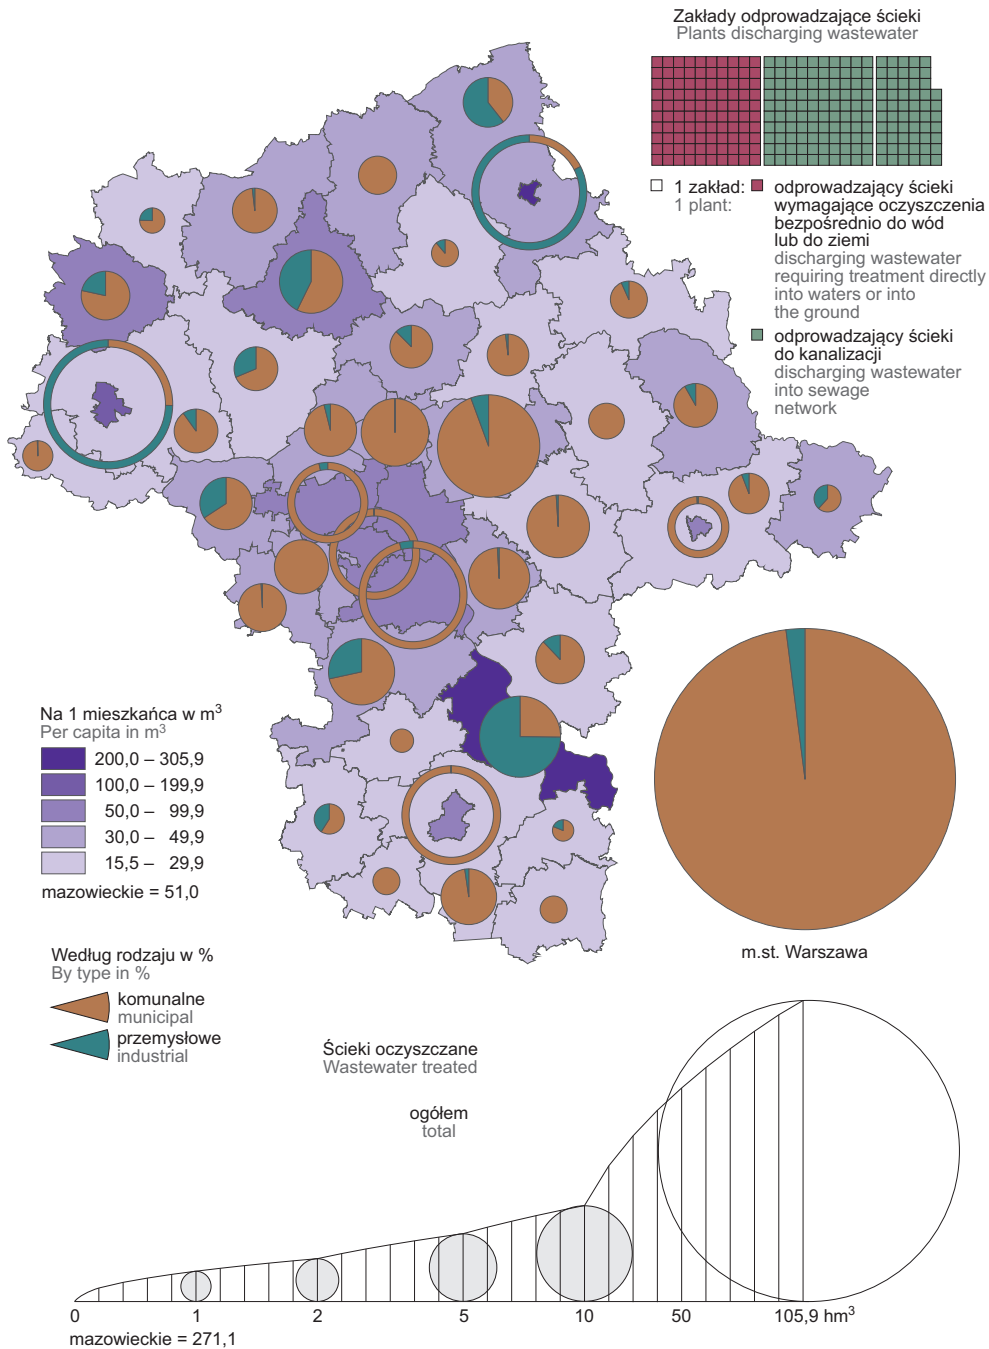 Zakłady odprowadzające ścieki
Plants discharging wastewater
1 zakład:
1 plant:
odprowadzający ścieki
wymagające oczyszczenia
bezpośrednio do wód
lub do ziemi
discharging wastewater
requiring treatment directly
into waters or into
the ground
odprowadzający ścieki
do kanalizacji
discharging wastewater
into sewage
network
Na 1 mieszkańca w m³
Per capita in m³
200,0 – 305,9
100,0 – 199,9
50,0 – 99,9
30,0 – 49,9
15,5 – 29,9
mazowieckie = 51,0
m.st. Warszawa
Według rodzaju w %
By type in %
komunalne
municipal
przemysłowe
industrial
Ścieki oczyszczane
Wastewater treated
ogółem
total
0 1 2 5 10 50 105,9 hm³
mazowieckie = 271,1